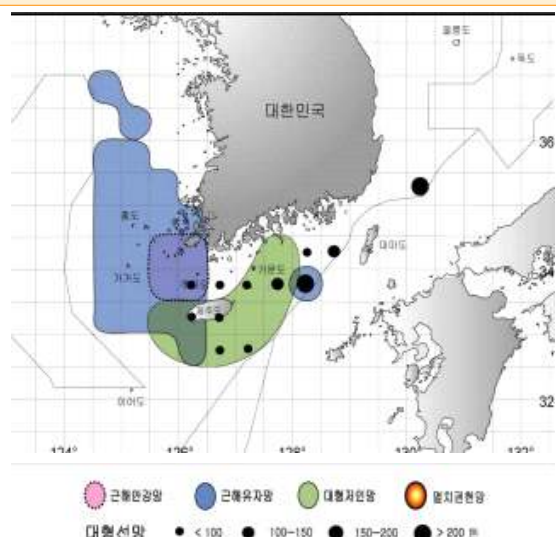 울릉도
독도
대한민국
36
홍도
대마도
가거도
거문도
34
제주도
이어도
32
124°
126°
128°
130°
132°
근해안강망
근해유자망
대형저인망
멸치권현망
대형선망
< 100
100-150
150-200
> 200 톤